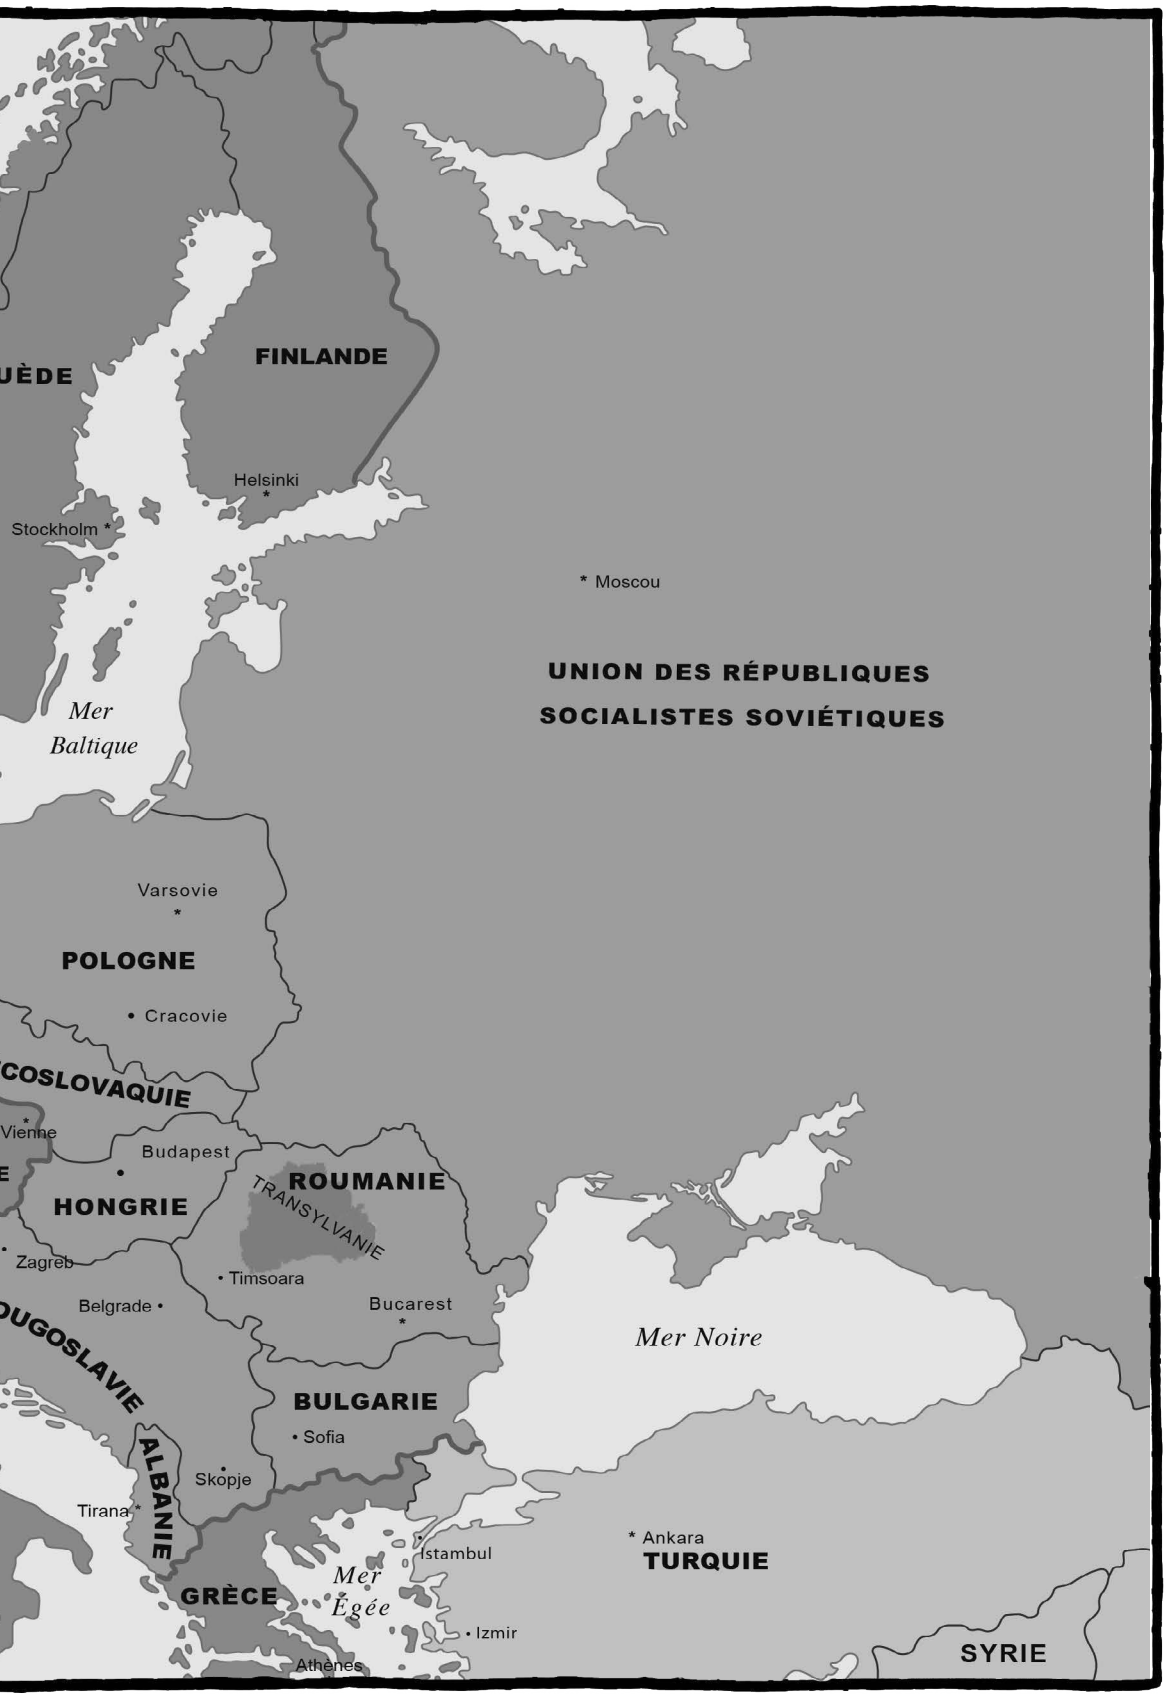 FINLANDE
UÈDE
Helsinki
Stockholm
Moscou
UNION DES RÉPUBLIQUES
SOCIALISTES SOVIÉTIQUES
Mer
Baltique
Varsovie
POLOGNE
Cracovie
COSLOVAQUIE
Vienne
Budapest
E
HONGRIE
ROUMANIE
TRANSYLVANIE
Zagreb
Timsoara
Belgrade
Bucarest
OUGOSLAVIE
Mer Noire
BULGARIE
Sofia
ALBANIE
Skopje
Tirana
Ankara
TURQUIE
Istambul
Mer
Égée
GRÈCE
Izmir
SYRIE
Athènes